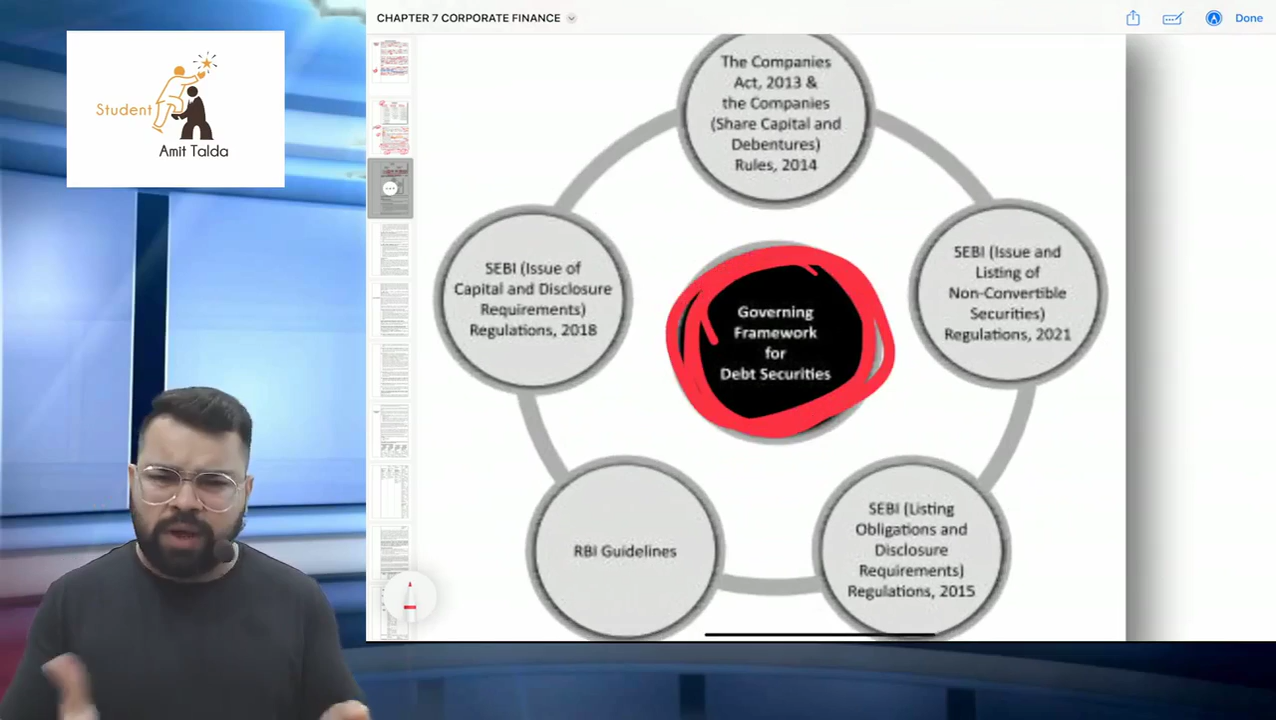 CHAPTER 7 CORPORATE FINANCE
Done
Student
Amit Talda
The Companies
Act, 2013 &
the Companies
(Share Capital and
Debentures)
Rules, 2014
SEBI (Issue of
Capital and Disclosure
Requirements)
Regulations, 2018
Governing
Framework
for
Debt Securities
SEBI (Issue and
Listing of
Non-Convertible
Securities)
Regulations, 2021
RBI Guidelines
SEBI (Listing
Obligations and
Disclosure
Requirements)
Regulations, 2015